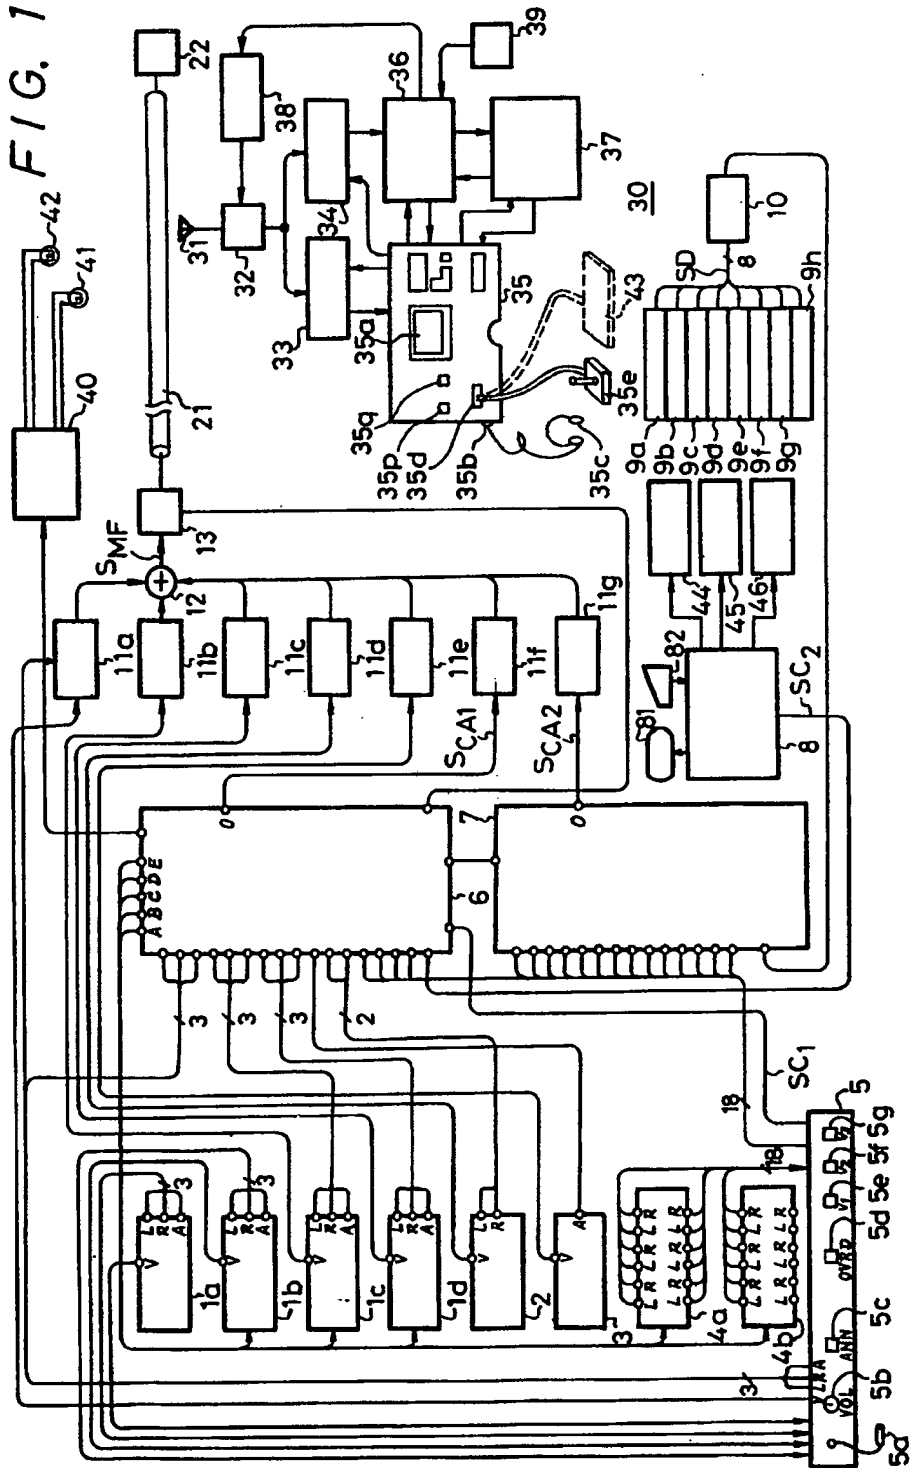 FIG. 1
22
38
36
39
42
41
31
32
34
33
37
30
40
21
35a
35
35q
35p
35d
35b
35c
35e
43
10
SD
8
9a
9b
9c
9d
9e
9f
9g
9h
13
SMF
12
11a
11b
11c
11d
11e
11f
11g
SCA1
SCA2
44
45
46
81
82
8
SC2
O
7
O
6
A B C D E
3
3
3
2
18
SC1
V
L
R
A
3
1a
V
L
R
A
3
1b
V
L
R
A
1c
V
L
R
A
1d
V
L
R
2
V
A
3
L R L R L R L R
L R L R L R L R
4a
18
L R L R L R L R
L R L R L R L R
4b
5
3
L R A
VOL
ANN
OVRD
V1
5a
5b
5c
5d
5e
5f
5g